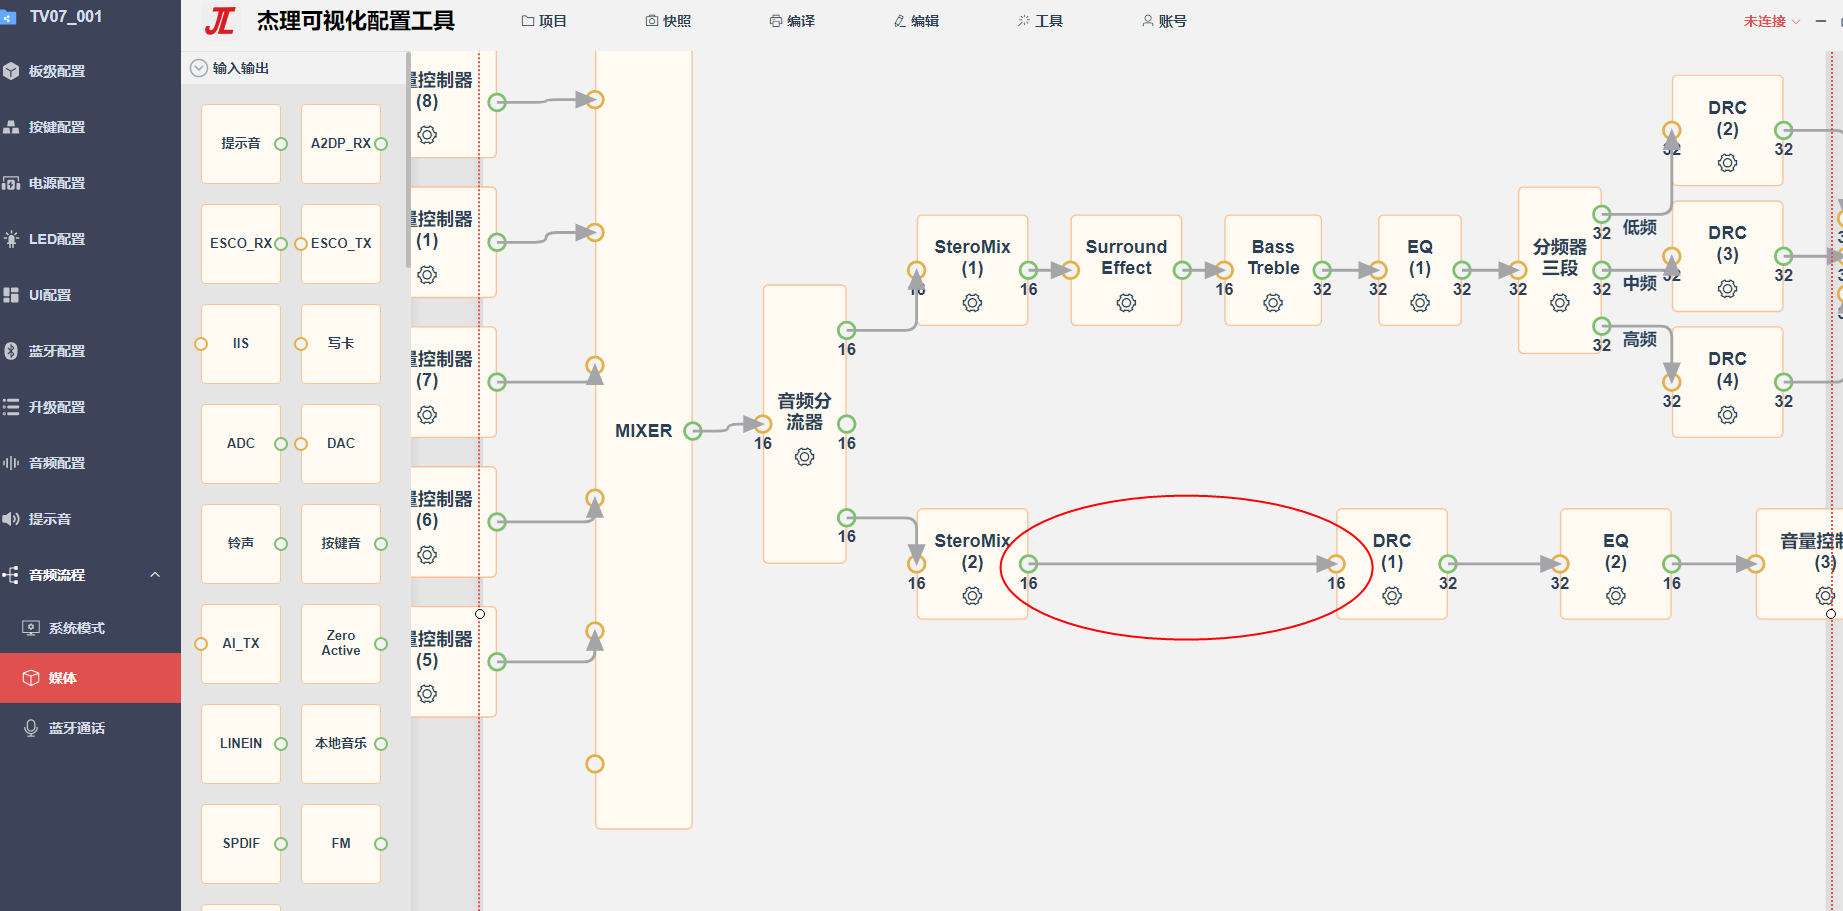 TV07_001
杰理可视化配置工具
项目
快照
编译
编辑
工具
账号
未连接
板级配置
按键配置
电源配置
LED配置
UI配置
蓝牙配置
升级配置
音频配置
提示音
音频流程
系统模式
媒体
蓝牙通话
输入输出
提示音
A2DP_RX
ESCO_RX
ESCO_TX
IIS
写卡
ADC
DAC
铃声
按键音
AI_TX
Zero
Active
LINEIN
本地音乐
SPDIF
FM
量控制器
(8)
量控制器
(1)
量控制器
(7)
量控制器
(6)
量控制器
(5)
MIXER
16
音频分
流器
16
16
16
16
SteroMix
(1)
16
Surround
Effect
16
Bass
Treble
32
32
EQ
(1)
32
32
分频器
三段
32
低频
32
中频
32
高频
32
DRC
(2)
32
32
DRC
(3)
32
32
DRC
(4)
32
16
SteroMix
(2)
16
16
DRC
(1)
32
32
EQ
(2)
16
音量控制
(3)